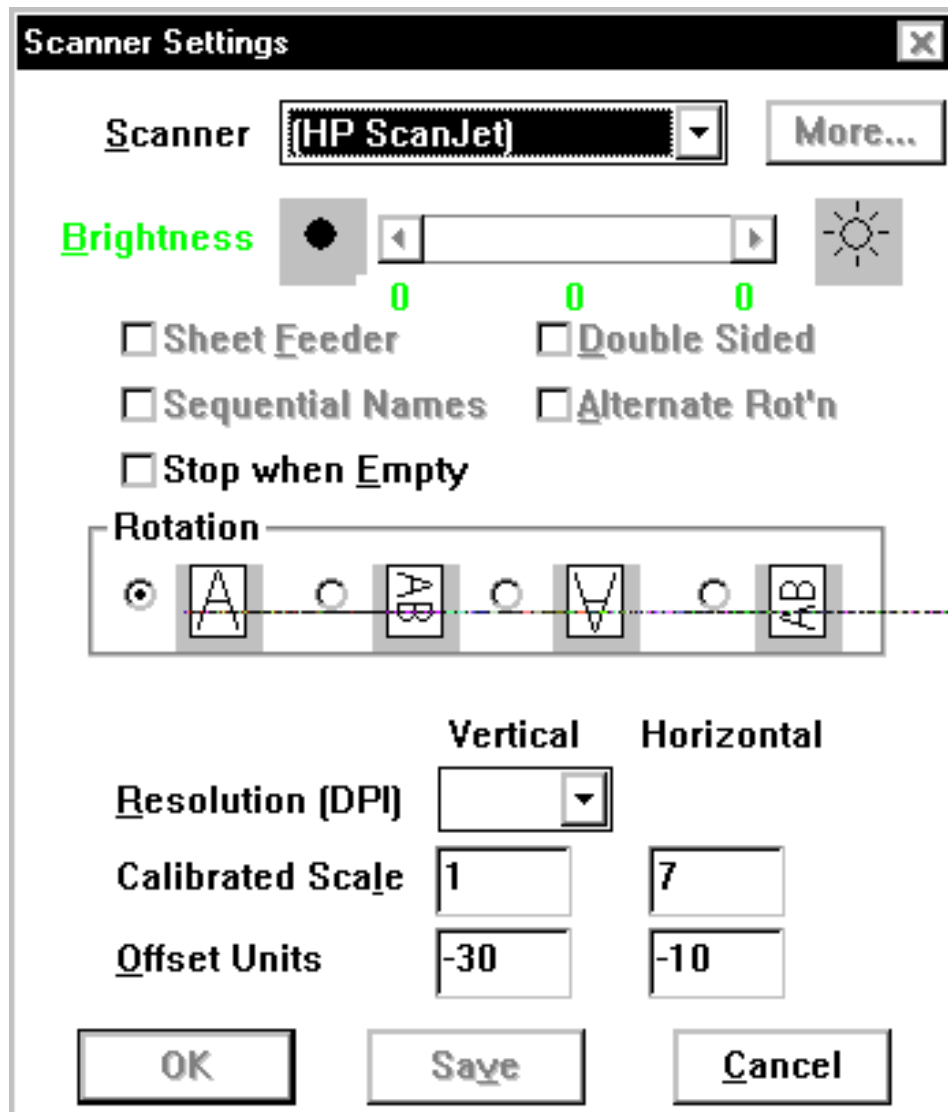 Scanner Settings
Scanner (HP ScanJet) More...
Brightness
0 0 0
Sheet Feeder Double Sided
Sequential Names Alternate Rot'n
Stop when Empty
Rotation
A AB A AB
Vertical Horizontal
Resolution (DPI)
Calibrated Scale 1 7
Offset Units -30 -10
OK Save Cancel